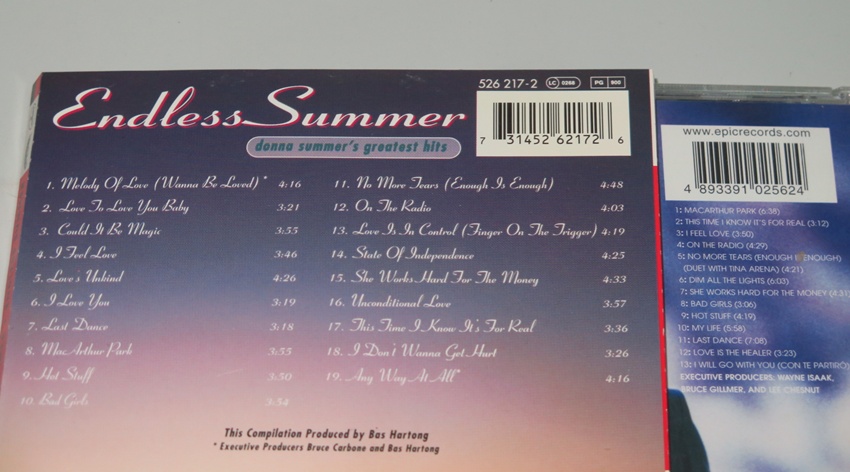 526 217-2 LC 0268 PG 900
Endless Summer
donna summer's greatest hits
7 31452 62172 6
1. Melody Of Love (Wanna Be Loved) * 4:16
2. Love To Love You Baby 3:21
3. Could It Be Magic 3:55
4. I Feel Love 3:46
5. Love's Unkind 4:26
6. I Love You 3:19
7. Last Dance 3:18
8. MacArthur Park 3:55
9. Hot Stuff 3:50
10. Bad Girls 3:54
11. No More Tears (Enough Is Enough) 4:48
12. On The Radio 4:03
13. Love Is In Control (Finger On The Trigger) 4:19
14. State Of Independence 4:25
15. She Works Hard For The Money 4:33
16. Unconditional Love 3:57
17. This Time I Know It's For Real 3:36
18. I Don't Wanna Get Hurt 3:26
19. Any Way At All* 4:16
This Compilation Produced by Bas Hartong
* Executive Producers Bruce Carbone and Bas Hartong
www.epicrecords.com
4 893391 025624
1: MACARTHUR PARK (6:38)
2: THIS TIME I KNOW IT'S FOR REAL (3:12)
3: I FEEL LOVE (3:50)
4: ON THE RADIO (4:29)
5: NO MORE TEARS (ENOUGH IS ENOUGH)
(DUET WITH TINA ARENA) (4:21)
6: DIM ALL THE LIGHTS (6:03)
7: SHE WORKS HARD FOR THE MONEY (4:31)
8: BAD GIRLS (3:06)
9: HOT STUFF (4:19)
10: MY LIFE (5:58)
11: LAST DANCE (7:08)
12: LOVE IS THE HEALER (3:23)
13: I WILL GO WITH YOU (CON TE PARTIRÒ)
EXECUTIVE PRODUCERS: WAYNE ISAAK,
BRUCE GILLMER, AND LEE CHESNUT